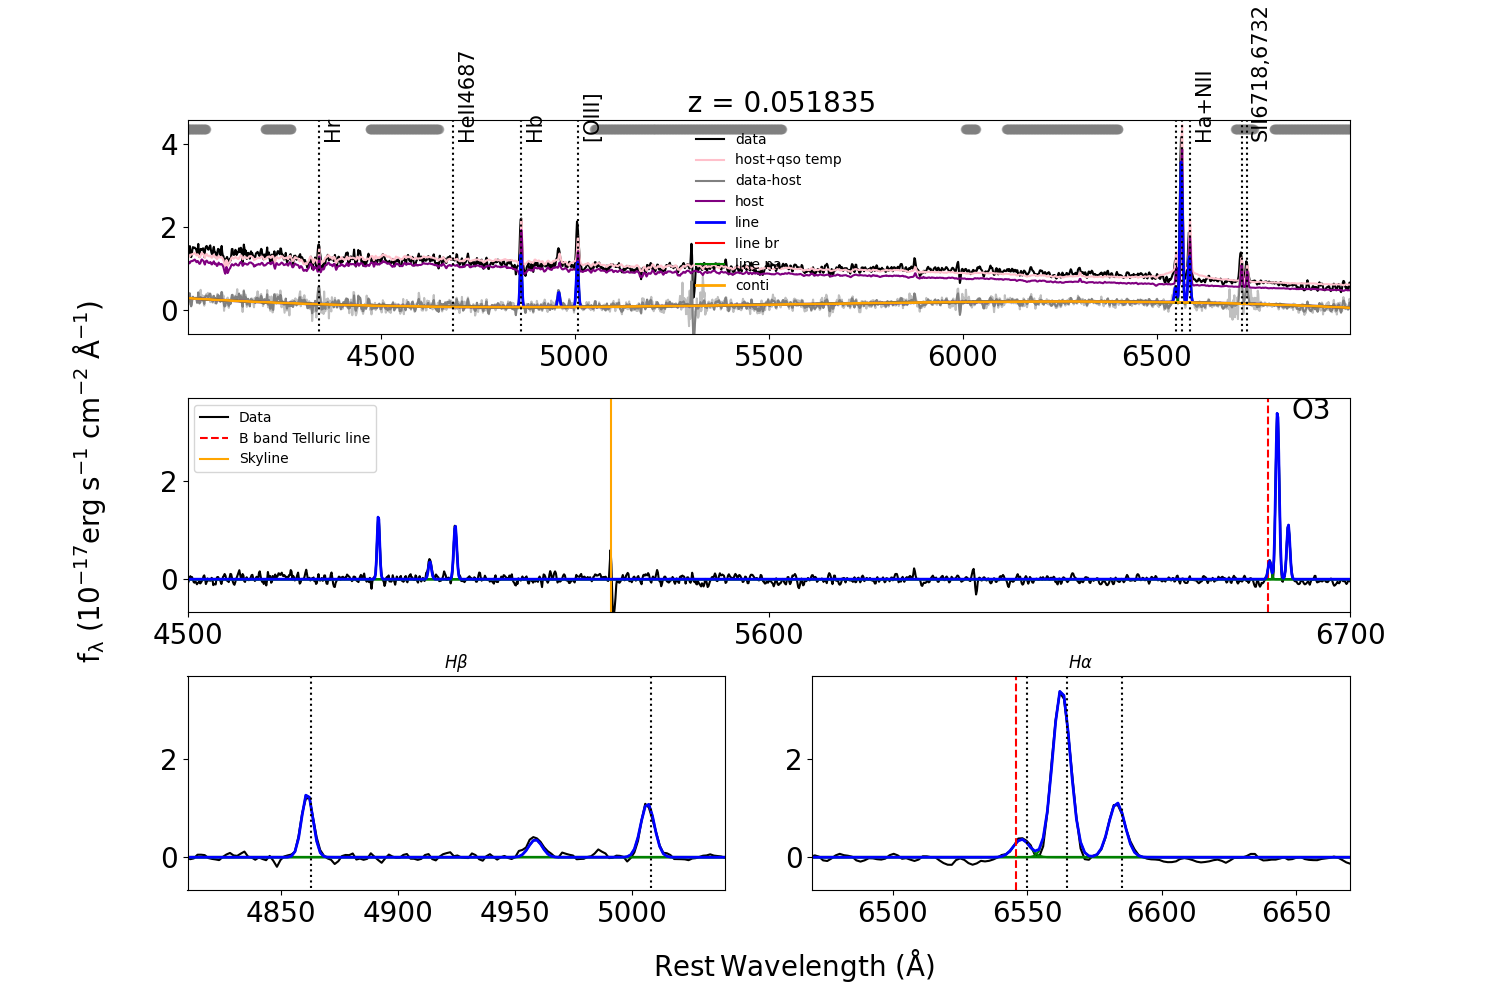 z = 0.051835
Hr
HeII4687
Hb
[OIII]
Ha+NII
SII6718,6732
data
host+qso temp
data-host
host
line
line br
line na
conti
4
2
0
4500 5000 5500 6000 6500
f_λ (10⁻¹⁷erg s⁻¹ cm⁻² Å⁻¹)
Data
B band Telluric line
Skyline
O3
2
0
4500 5600 6700
Hβ
2
0
4850 4900 4950 5000
Hα
2
0
6500 6550 6600 6650
Rest Wavelength (Å)